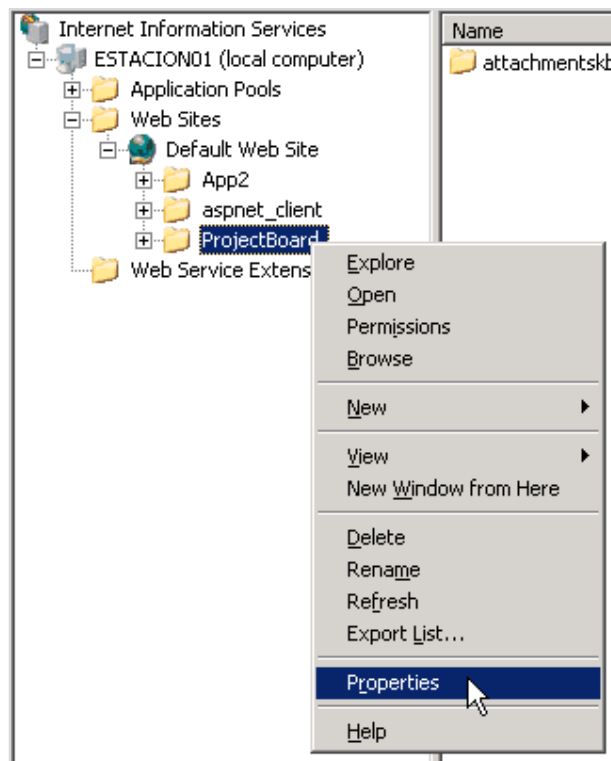 Internet Information Services
ESTACION01 (local computer)
Application Pools
Web Sites
Default Web Site
App2
aspnet_client
ProjectBoard
Web Service Extens
Name
attachmentskb
Explore
Open
Permissions
Browse
New
View
New Window from Here
Delete
Rename
Refresh
Export List...
Properties
Help